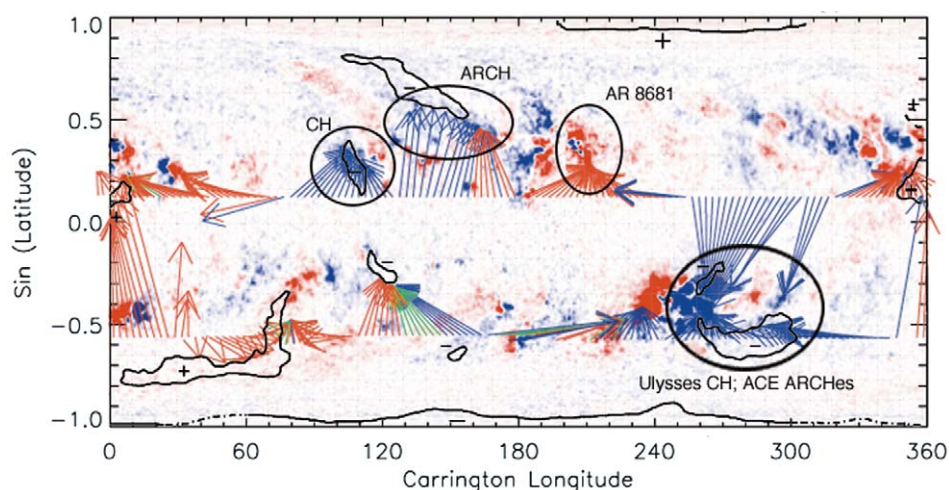 1.0
0.5
0.0
-0.5
-1.0
Sin (Latitude)
ARCH
AR 8681
CH
Ulysses CH; ACE ARCHes
+
+
+
+
+
−
−
−
−
−
−
−
0 60 120 180 240 300 360
Carrington Longitude